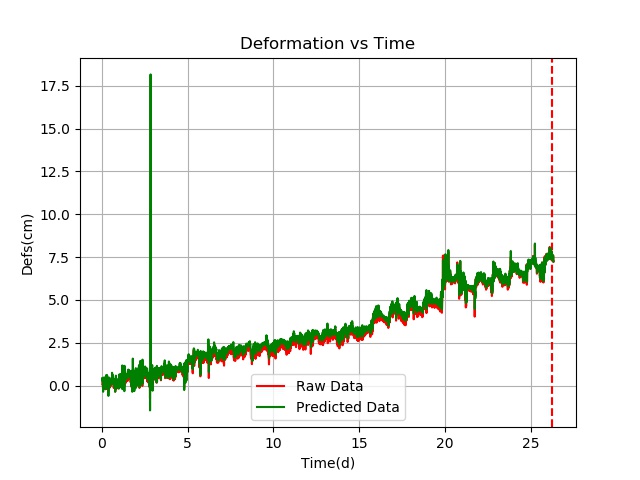 Deformation vs Time
17.5
15.0
12.5
10.0
7.5
5.0
2.5
0.0
Defs(cm)
Raw Data
Predicted Data
0 5 10 15 20 25
Time(d)